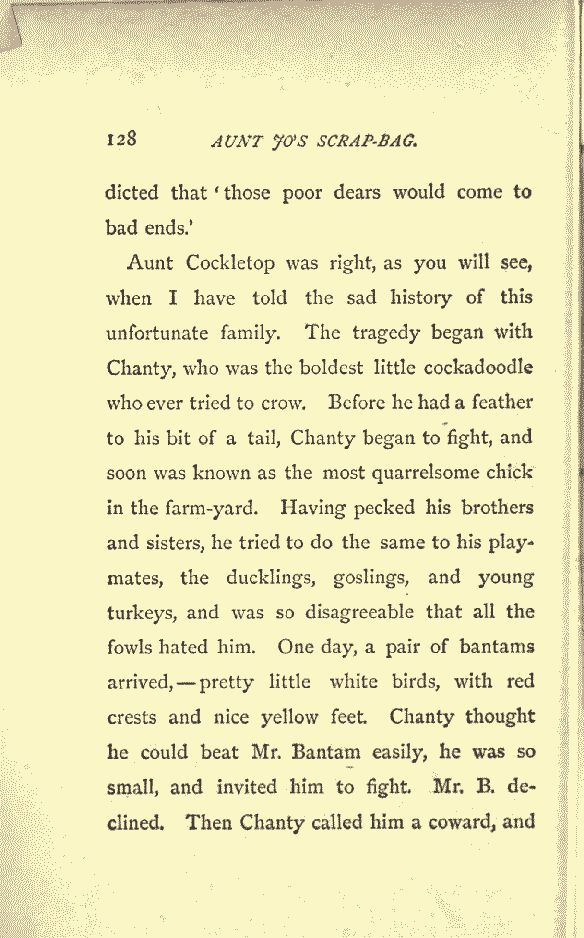 128 AUNT JO'S SCRAP-BAG.
dicted that ‘those poor dears would come to
bad ends.’
Aunt Cockletop was right, as you will see,
when I have told the sad history of this
unfortunate family. The tragedy began with
Chanty, who was the boldest little cockadoodle
who ever tried to crow. Before he had a feather
to his bit of a tail, Chanty began to fight, and
soon was known as the most quarrelsome chick
in the farm-yard. Having pecked his brothers
and sisters, he tried to do the same to his play-
mates, the ducklings, goslings, and young
turkeys, and was so disagreeable that all the
fowls hated him. One day, a pair of bantams
arrived,—pretty little white birds, with red
crests and nice yellow feet. Chanty thought
he could beat Mr. Bantam easily, he was so
small, and invited him to fight. Mr. B. de-
clined. Then Chanty called him a coward, and